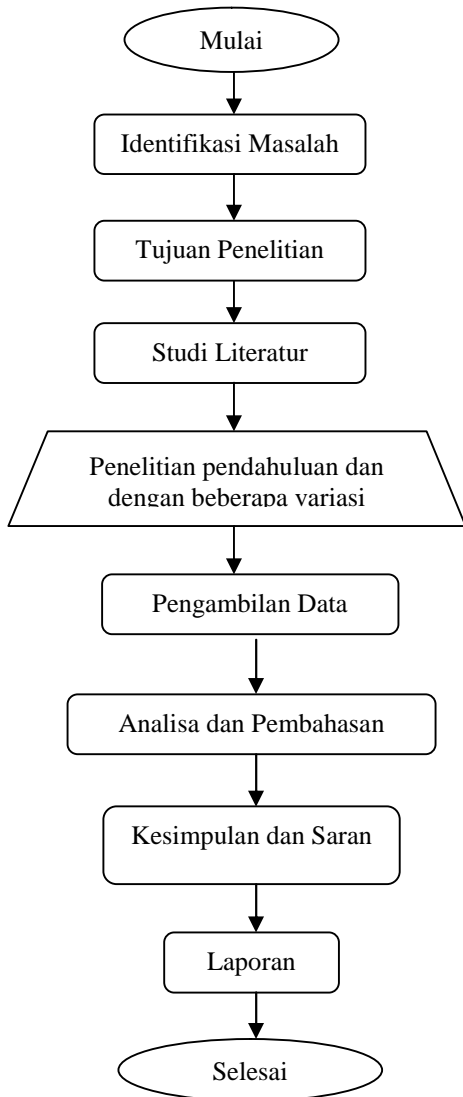 Mulai
Identifikasi Masalah
Tujuan Penelitian
Studi Literatur
Penelitian pendahuluan dan
dengan beberapa variasi
Pengambilan Data
Analisa dan Pembahasan
Kesimpulan dan Saran
Laporan
Selesai